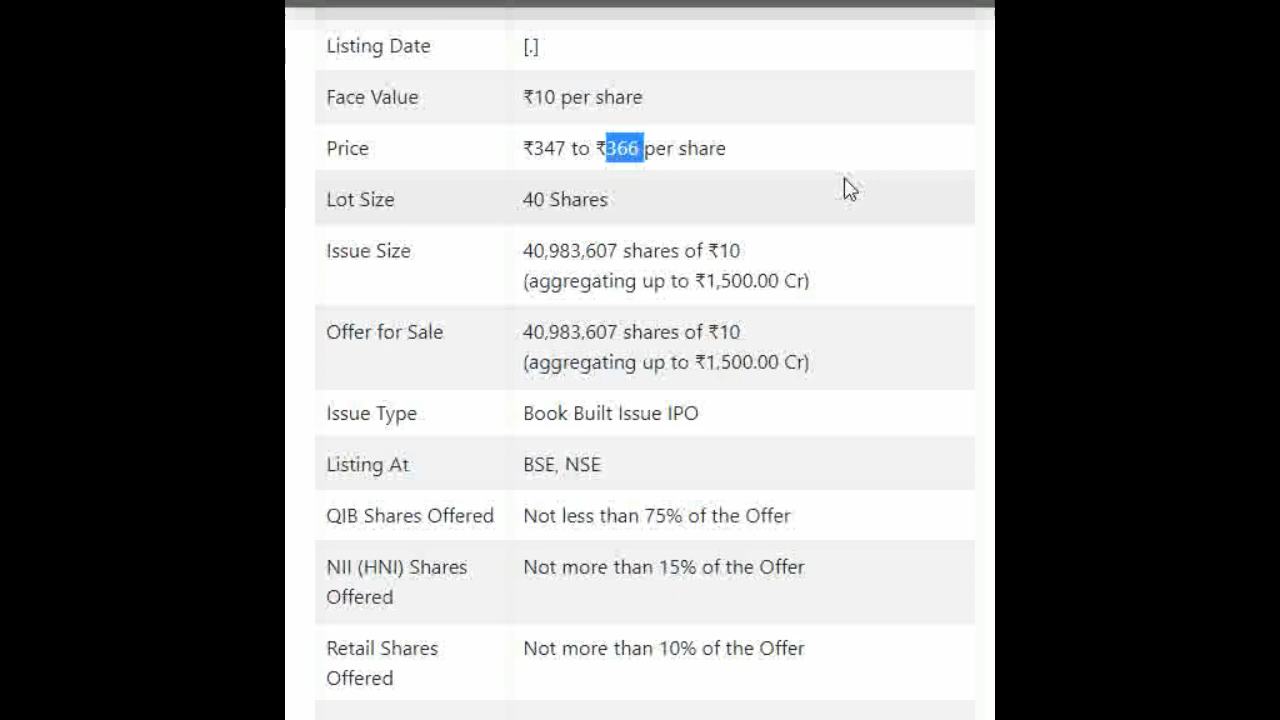 Listing Date [.]
Face Value ₹10 per share
Price ₹347 to ₹366 per share
Lot Size 40 Shares
Issue Size 40,983,607 shares of ₹10
(aggregating up to ₹1,500.00 Cr)
Offer for Sale 40,983,607 shares of ₹10
(aggregating up to ₹1,500.00 Cr)
Issue Type Book Built Issue IPO
Listing At BSE, NSE
QIB Shares Offered Not less than 75% of the Offer
NII (HNI) Shares Not more than 15% of the Offer
Offered
Retail Shares Not more than 10% of the Offer
Offered